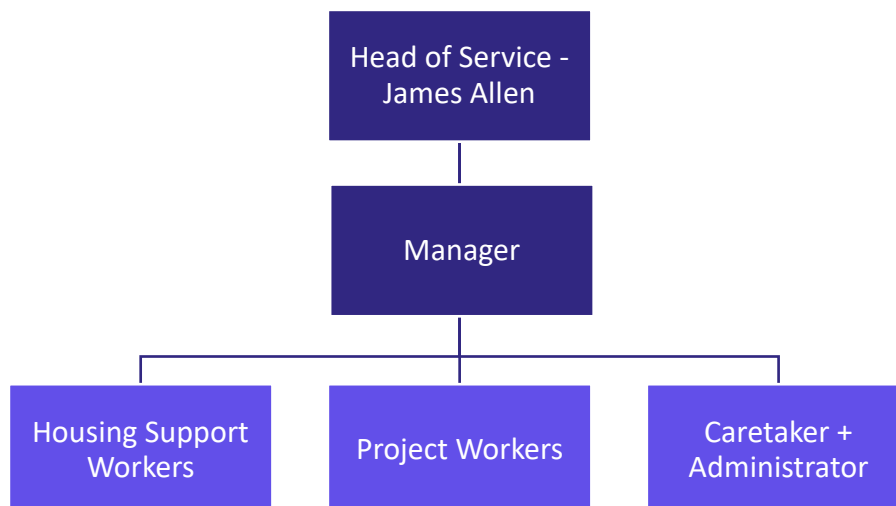 Head of Service -
James Allen
Manager
Housing Support
Workers
Project Workers
Caretaker +
Administrator